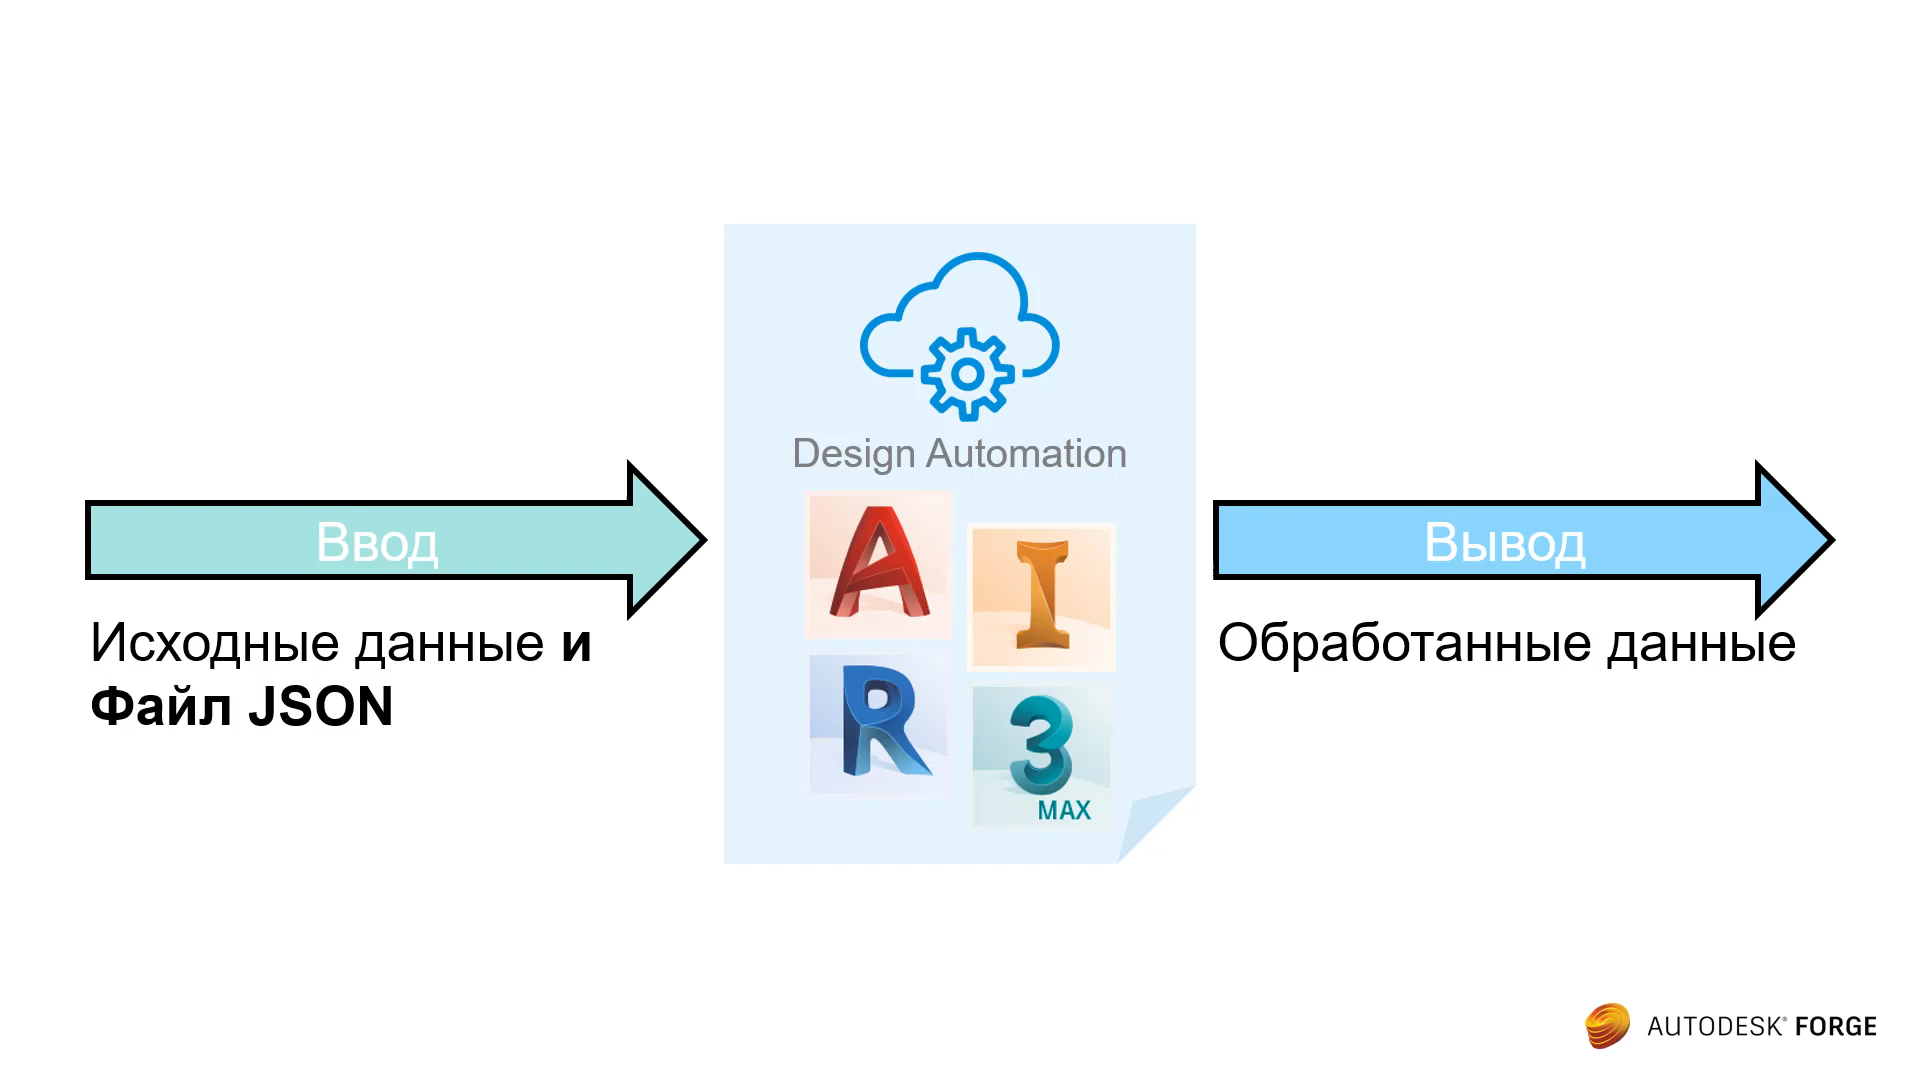 Design Automation
Ввод
Исходные данные и
Файл JSON
A
I
R
3
MAX
Вывод
Обработанные данные
AUTODESK® FORGE